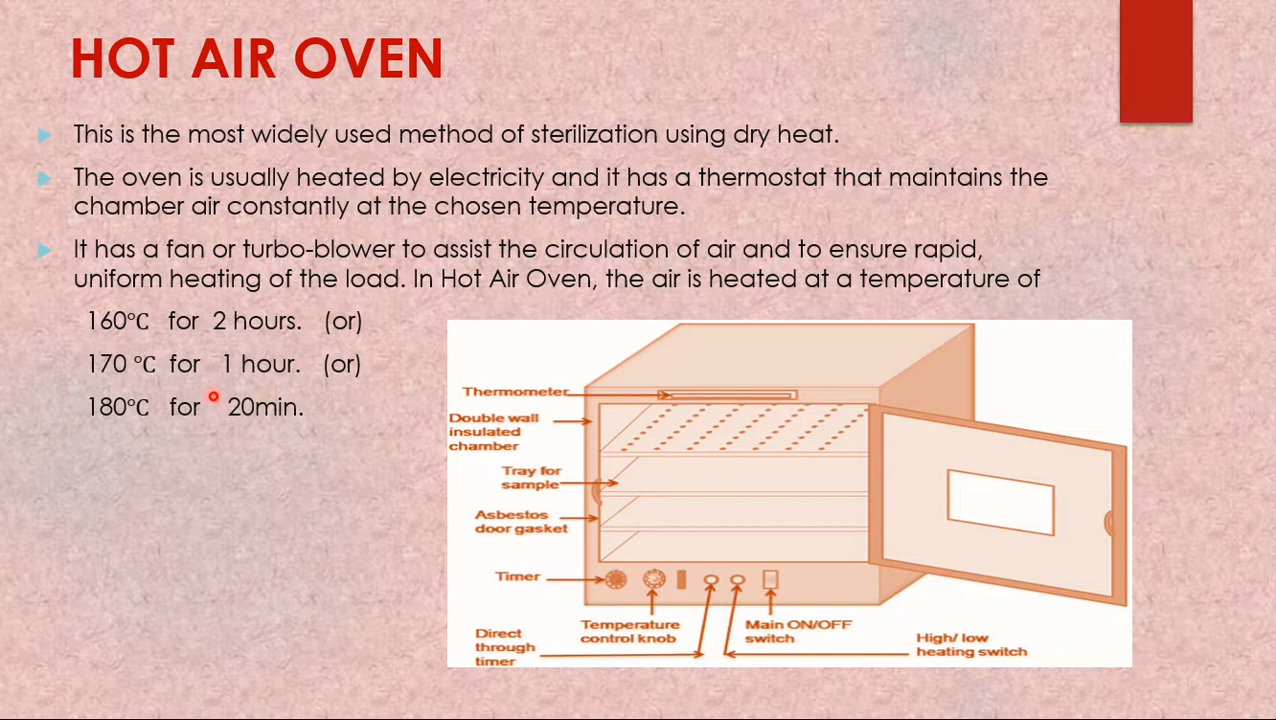 HOT AIR OVEN
This is the most widely used method of sterilization using dry heat.
The oven is usually heated by electricity and it has a thermostat that maintains the
chamber air constantly at the chosen temperature.
It has a fan or turbo-blower to assist the circulation of air and to ensure rapid,
uniform heating of the load. In Hot Air Oven, the air is heated at a temperature of
160°C for 2 hours. (or)
170 °C for 1 hour. (or)
180°C for 20min.
Thermometer
Double wall
insulated
chamber
Tray for
sample
Asbestos
door gasket
Timer
Temperature
control knob
Main ON/OFF
switch
Direct
through
timer
High/ low
heating switch